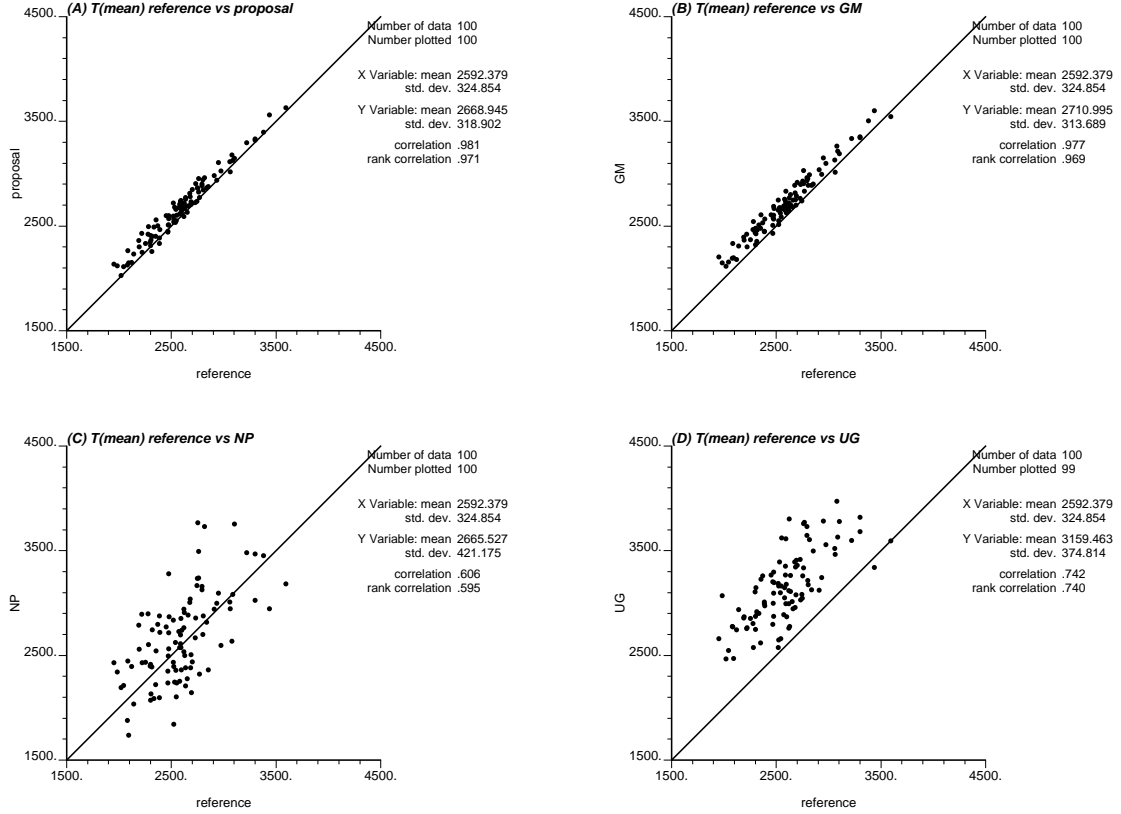 (A) T(mean) reference vs proposal
4500.
3500.
2500.
1500.
proposal
1500. 2500. 3500. 4500.
reference
Number of data 100
Number plotted 100
X Variable: mean 2592.379
std. dev. 324.854
Y Variable: mean 2668.945
std. dev. 318.902
correlation .981
rank correlation .971
(B) T(mean) reference vs GM
4500.
3500.
2500.
1500.
GM
1500. 2500. 3500. 4500.
reference
Number of data 100
Number plotted 100
X Variable: mean 2592.379
std. dev. 324.854
Y Variable: mean 2710.995
std. dev. 313.689
correlation .977
rank correlation .969
(C) T(mean) reference vs NP
4500.
3500.
2500.
1500.
NP
1500. 2500. 3500. 4500.
reference
Number of data 100
Number plotted 100
X Variable: mean 2592.379
std. dev. 324.854
Y Variable: mean 2665.527
std. dev. 421.175
correlation .606
rank correlation .595
(D) T(mean) reference vs UG
4500.
3500.
2500.
1500.
UG
1500. 2500. 3500. 4500.
reference
Number of data 100
Number plotted 99
X Variable: mean 2592.379
std. dev. 324.854
Y Variable: mean 3159.463
std. dev. 374.814
correlation .742
rank correlation .740